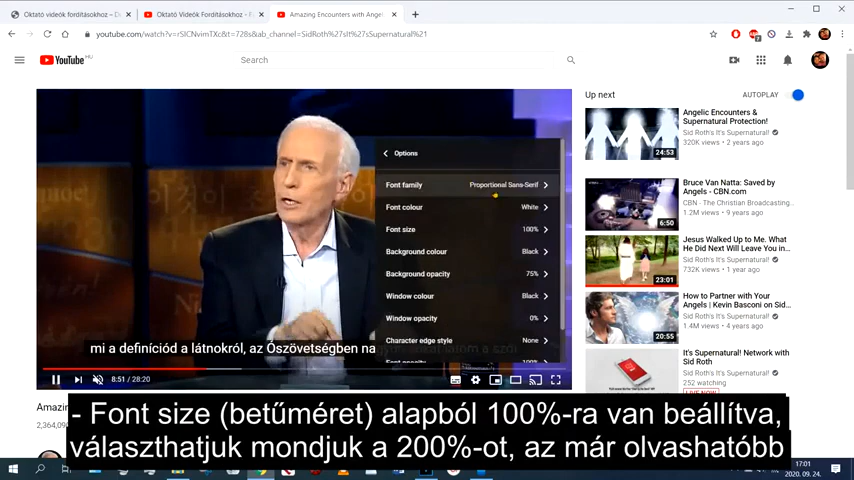 Oktató videók fordításokhoz – D
Oktató Videók Fordításokhoz - F
Amazing Encounters with Angel
youtube.com/watch?v=rSICNvimTXc&t=728s&ab_channel=SidRoth%27sIt%27sSupernatural%21
YouTube HU
Search
Up next
AUTOPLAY
Options
Font family Proportional Sans-Serif
Font colour White
Font size 100%
Background colour Black
Background opacity 75%
Window colour Black
Window opacity 0%
Character edge style None
Font opacity 100%
mi a definíciód a látnokról, az Ószövetségben na
8:51 / 28:20
Angelic Encounters &
Supernatural Protection!
Sid Roth's It's Supernatural!
320K views • 2 years ago
24:53
Bruce Van Natta: Saved by
Angels - CBN.com
CBN - The Christian Broadcasting...
1.2M views • 9 years ago
6:50
Jesus Walked Up to Me. What
He Did Next Will Leave You in...
Sid Roth's It's Supernatural!
732K views • 1 year ago
23:01
How to Partner with Your
Angels | Kevin Basconi on Sid...
Sid Roth's It's Supernatural!
1.4M views • 4 years ago
20:55
It's Supernatural! Network with
Sid Roth
Sid Roth's It's Supernatural!
252 watching
LIVE NOW
Amazin
2,364,09
- Font size (betűméret) alapból 100%-ra van beállítva,
választhatjuk mondjuk a 200%-ot, az már olvashatóbb
17:01
2020. 09. 24.